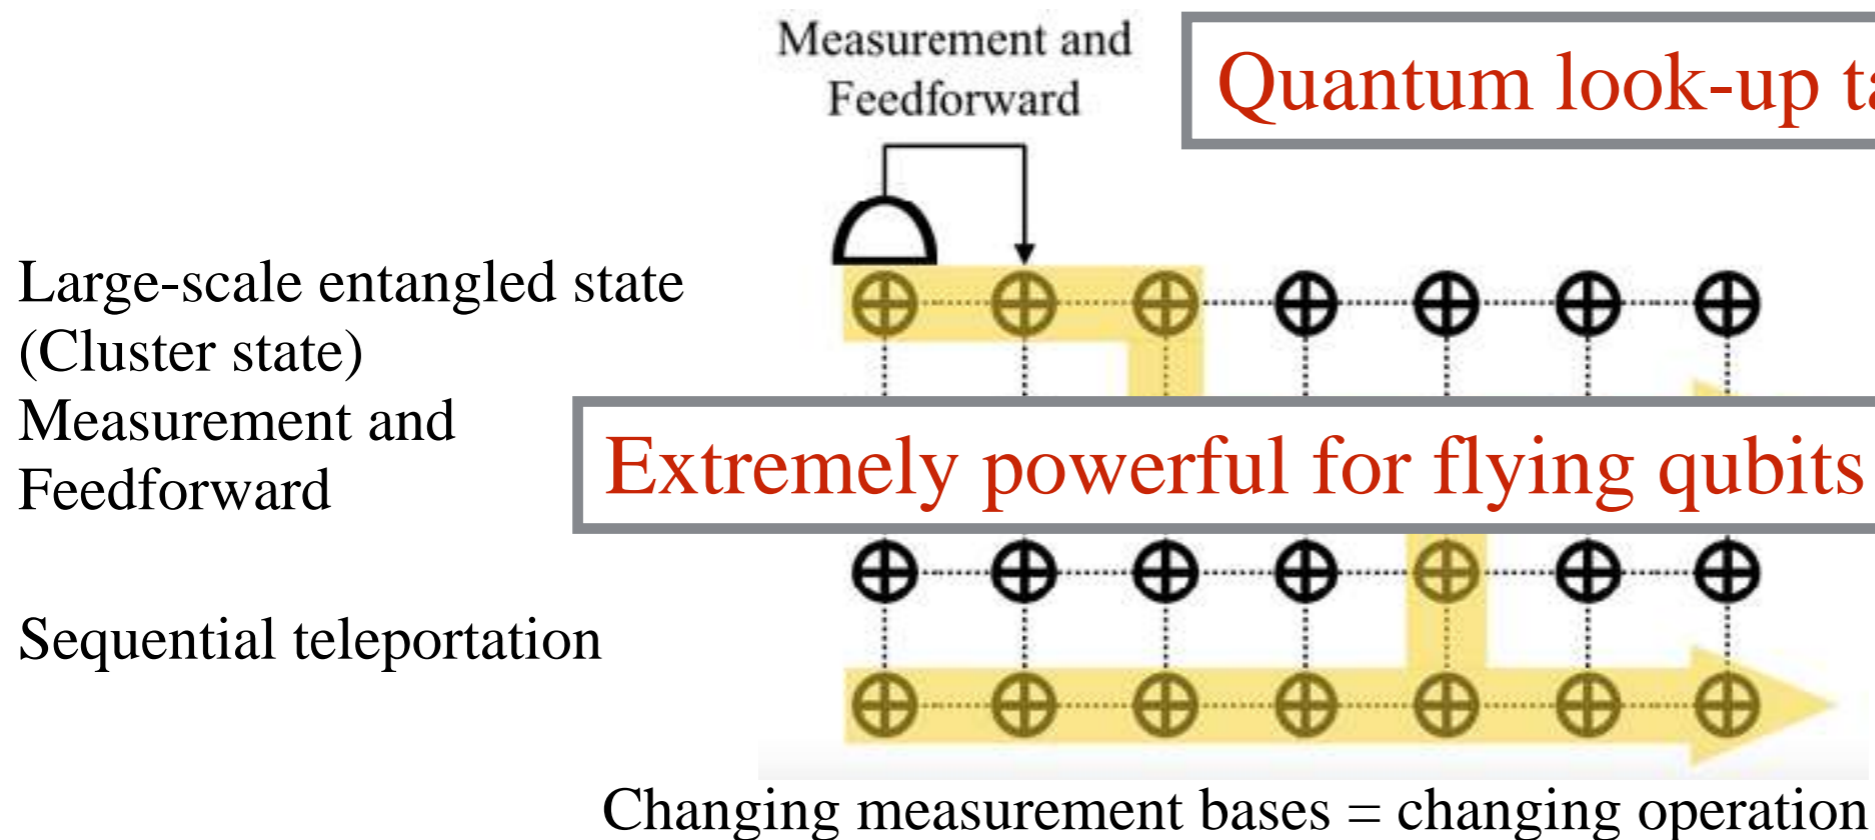 Measurement and
Feedforward
Quantum look-up
Large-scale entangled state
(Cluster state)
Measurement and
Feedforward
Extremely powerful for flying qubits
Sequential teleportation
Changing measurement bases = changing operation